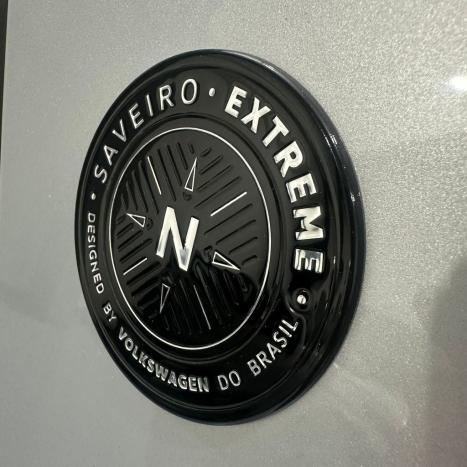 SAVEIRO • EXTREME •
DESIGNED BY VOLKSWAGEN DO BRASIL •
N